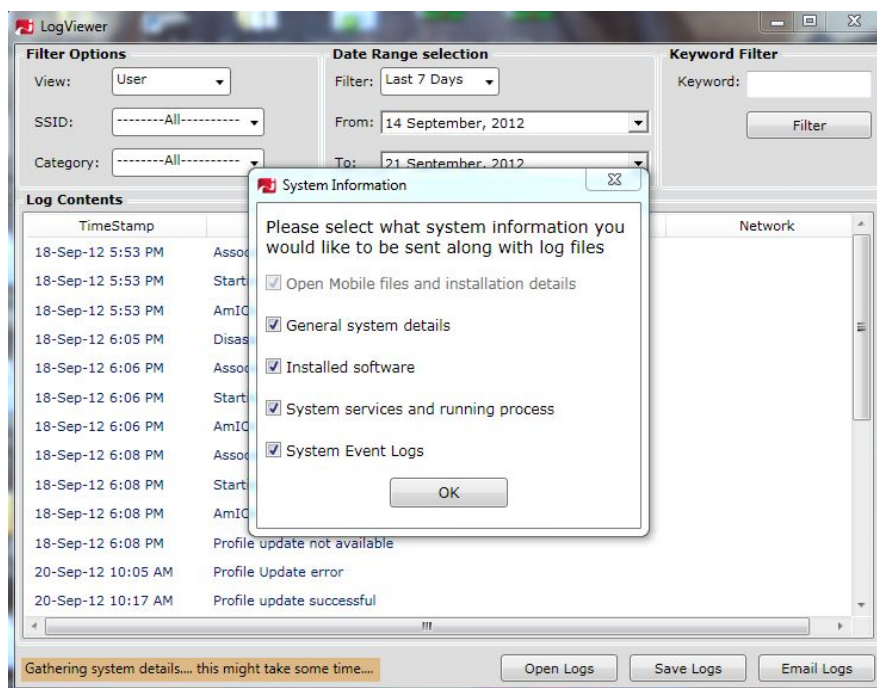 LogViewer
Filter Options
Date Range selection
Keyword Filter
View: User
Filter: Last 7 Days
Keyword:
SSID: --------All----------
From: 14 September, 2012
Filter
Category: --------All----------
To: 21 September, 2012
System Information
Log Contents
TimeStamp
Network
Please select what system information you
would like to be sent along with log files
Open Mobile files and installation details
General system details
Installed software
System services and running process
System Event Logs
OK
18-Sep-12 5:53 PM Assoc
18-Sep-12 5:53 PM Starti
18-Sep-12 5:53 PM
18-Sep-12 6:05 PM Disas
18-Sep-12 6:06 PM Assoc
18-Sep-12 6:06 PM Starti
18-Sep-12 6:06 PM
18-Sep-12 6:08 PM Assoc
18-Sep-12 6:08 PM Starti
18-Sep-12 6:08 PM
18-Sep-12 6:08 PM Profile update not available
20-Sep-12 10:05 AM Profile Update error
20-Sep-12 10:17 AM Profile update successful
Gathering system details.... this might take some time....
Open Logs
Save Logs
Email Logs